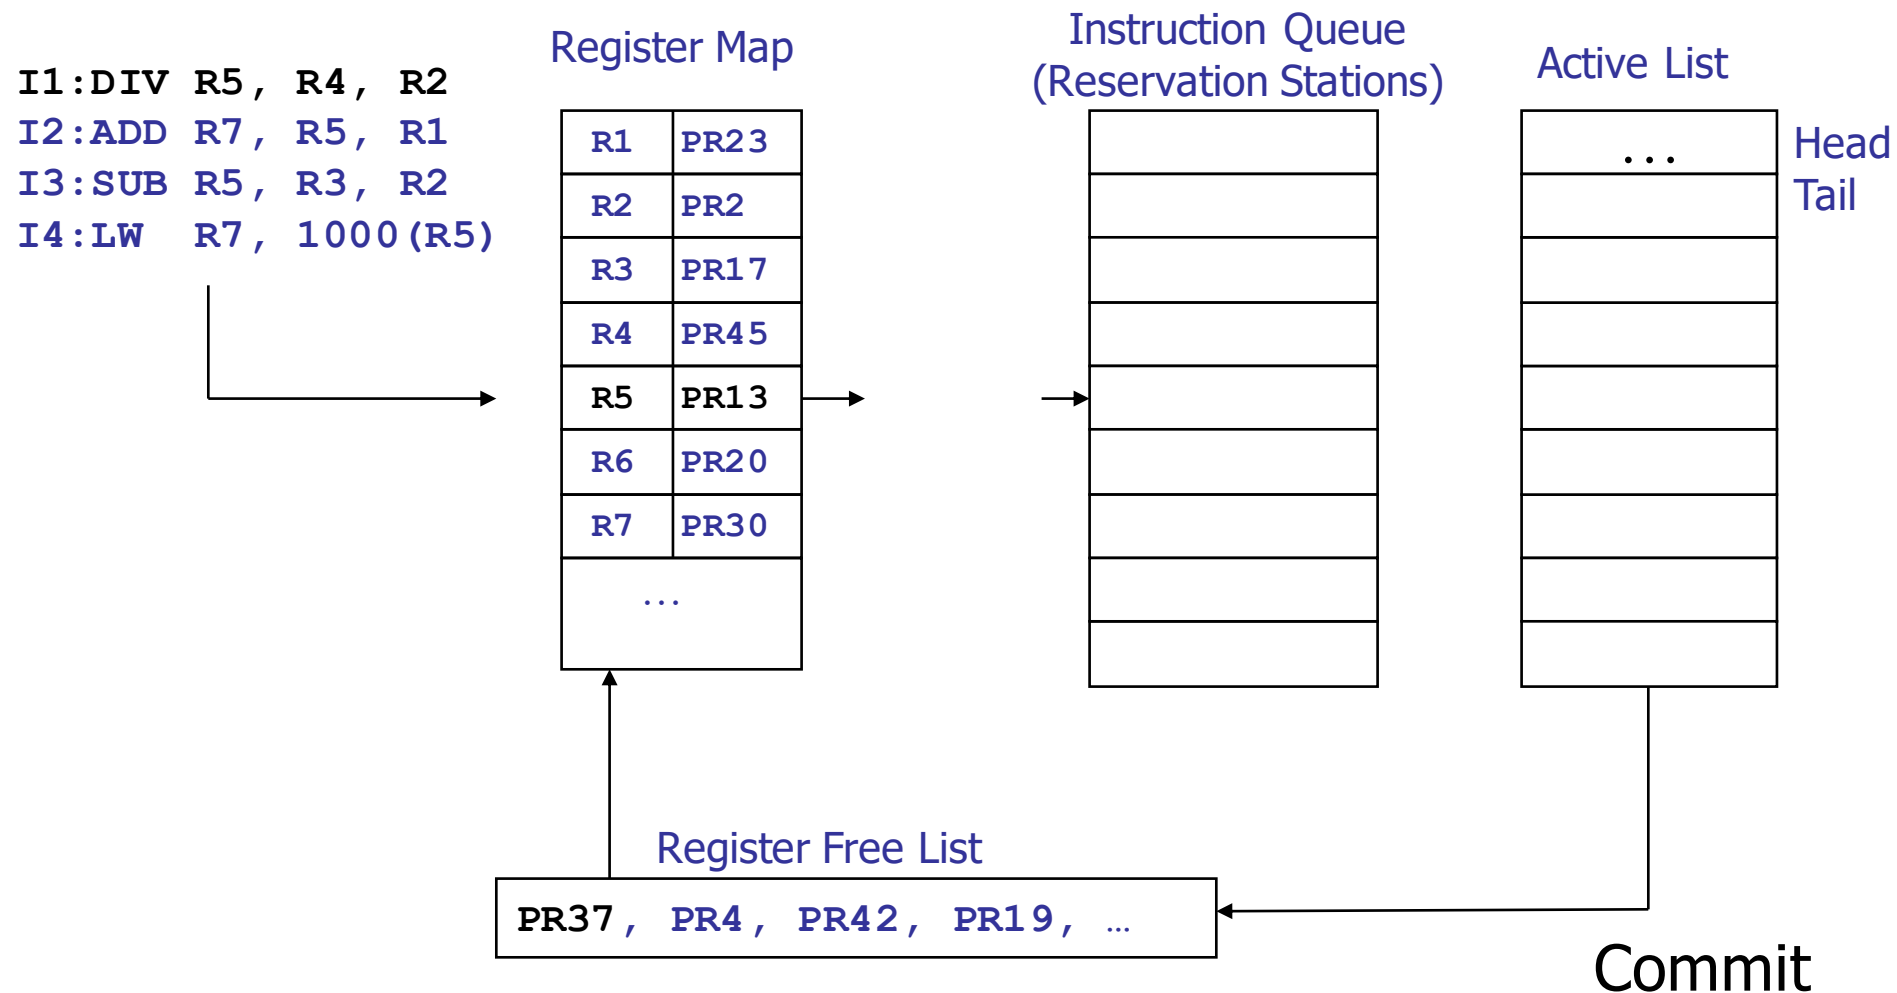 I1:DIV R5, R4, R2
I2:ADD R7, R5, R1
I3:SUB R5, R3, R2
I4:LW R7, 1000(R5)
Register Map
R1 PR23
R2 PR2
R3 PR17
R4 PR45
R5 PR13
R6 PR20
R7 PR30
...
Instruction Queue
(Reservation Stations)
Active List
...
Head
Tail
Register Free List
PR37, PR4, PR42, PR19, …
Commit